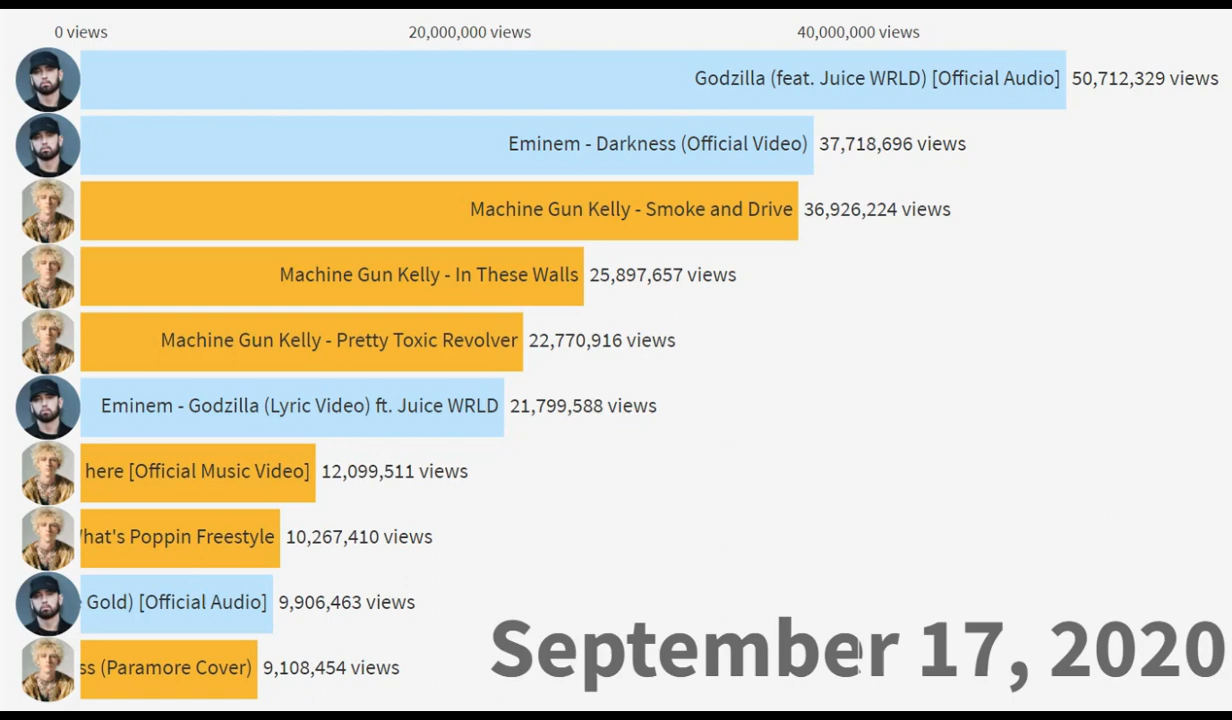 0 views 20,000,000 views 40,000,000 views
Godzilla (feat. Juice WRLD) [Official Audio] 50,712,329 views
Eminem - Darkness (Official Video) 37,718,696 views
Machine Gun Kelly - Smoke and Drive 36,926,224 views
Machine Gun Kelly - In These Walls 25,897,657 views
Machine Gun Kelly - Pretty Toxic Revolver 22,770,916 views
Eminem - Godzilla (Lyric Video) ft. Juice WRLD 21,799,588 views
here [Official Music Video] 12,099,511 views
hat's Poppin Freestyle 10,267,410 views
Gold) [Official Audio] 9,906,463 views
ss (Paramore Cover) 9,108,454 views
September 17, 2020